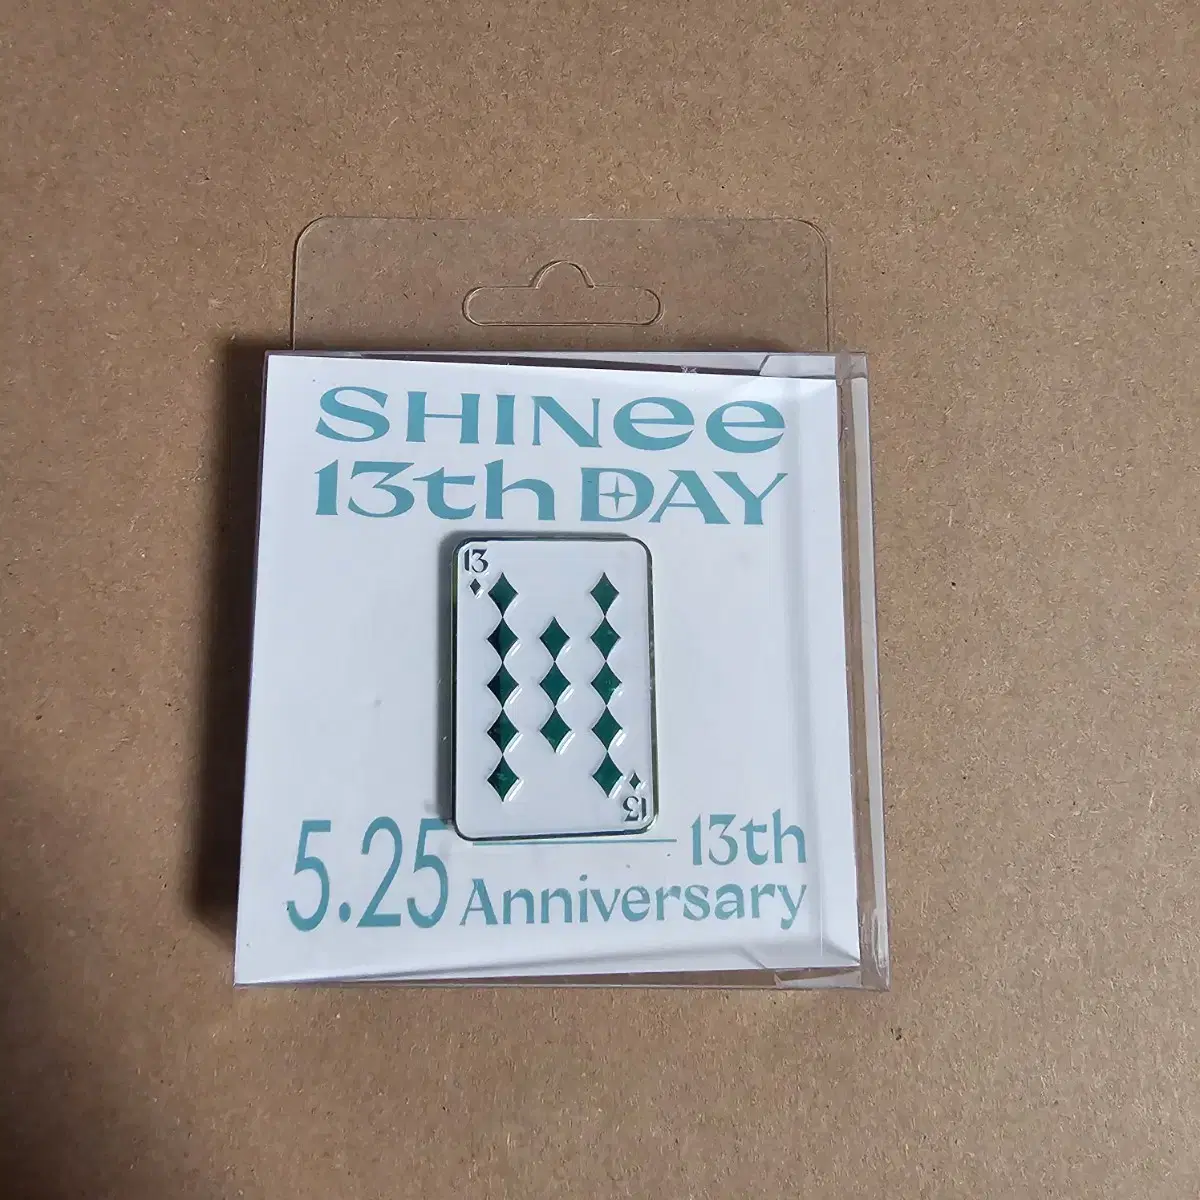 SHINee
13th DAY
13
13
5.25
13th
Anniversary